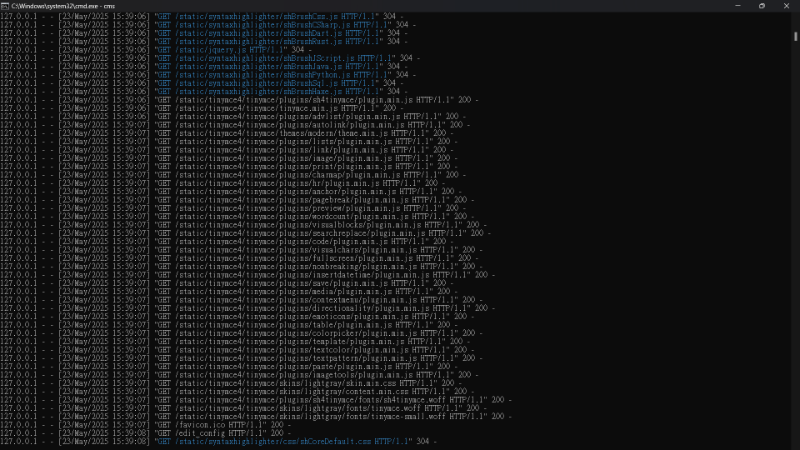 C:\Windows\system32\cmd.exe - cms
127.0.0.1 - - [23/May/2025 15:39:06] "GET /static/syntaxhighlighter/shBrushCss.js HTTP/1.1" 304 -
127.0.0.1 - - [23/May/2025 15:39:06] "GET /static/syntaxhighlighter/shBrushCSharp.js HTTP/1.1" 304 -
127.0.0.1 - - [23/May/2025 15:39:06] "GET /static/syntaxhighlighter/shBrushDart.js HTTP/1.1" 304 -
127.0.0.1 - - [23/May/2025 15:39:06] "GET /static/syntaxhighlighter/shBrushRust.js HTTP/1.1" 304 -
127.0.0.1 - - [23/May/2025 15:39:06] "GET /static/jquery.js HTTP/1.1" 304 -
127.0.0.1 - - [23/May/2025 15:39:06] "GET /static/syntaxhighlighter/shBrushJScript.js HTTP/1.1" 304 -
127.0.0.1 - - [23/May/2025 15:39:06] "GET /static/syntaxhighlighter/shBrushJava.js HTTP/1.1" 304 -
127.0.0.1 - - [23/May/2025 15:39:06] "GET /static/syntaxhighlighter/shBrushPython.js HTTP/1.1" 304 -
127.0.0.1 - - [23/May/2025 15:39:06] "GET /static/syntaxhighlighter/shBrushSql.js HTTP/1.1" 304 -
127.0.0.1 - - [23/May/2025 15:39:06] "GET /static/syntaxhighlighter/shBrushHaxe.js HTTP/1.1" 304 -
127.0.0.1 - - [23/May/2025 15:39:06] "GET /static/tinymce4/tinymce/plugins/sh4tinymce/plugin.min.js HTTP/1.1" 200 -
127.0.0.1 - - [23/May/2025 15:39:06] "GET /static/tinymce4/tinymce/tinymce.min.js HTTP/1.1" 200 -
127.0.0.1 - - [23/May/2025 15:39:06] "GET /static/tinymce4/tinymce/plugins/advlist/plugin.min.js HTTP/1.1" 200 -
127.0.0.1 - - [23/May/2025 15:39:07] "GET /static/tinymce4/tinymce/plugins/autolink/plugin.min.js HTTP/1.1" 200 -
127.0.0.1 - - [23/May/2025 15:39:07] "GET /static/tinymce4/tinymce/themes/modern/theme.min.js HTTP/1.1" 200 -
127.0.0.1 - - [23/May/2025 15:39:07] "GET /static/tinymce4/tinymce/plugins/lists/plugin.min.js HTTP/1.1" 200 -
127.0.0.1 - - [23/May/2025 15:39:07] "GET /static/tinymce4/tinymce/plugins/link/plugin.min.js HTTP/1.1" 200 -
127.0.0.1 - - [23/May/2025 15:39:07] "GET /static/tinymce4/tinymce/plugins/image/plugin.min.js HTTP/1.1" 200 -
127.0.0.1 - - [23/May/2025 15:39:07] "GET /static/tinymce4/tinymce/plugins/print/plugin.min.js HTTP/1.1" 200 -
127.0.0.1 - - [23/May/2025 15:39:07] "GET /static/tinymce4/tinymce/plugins/charmap/plugin.min.js HTTP/1.1" 200 -
127.0.0.1 - - [23/May/2025 15:39:07] "GET /static/tinymce4/tinymce/plugins/hr/plugin.min.js HTTP/1.1" 200 -
127.0.0.1 - - [23/May/2025 15:39:07] "GET /static/tinymce4/tinymce/plugins/anchor/plugin.min.js HTTP/1.1" 200 -
127.0.0.1 - - [23/May/2025 15:39:07] "GET /static/tinymce4/tinymce/plugins/pagebreak/plugin.min.js HTTP/1.1" 200 -
127.0.0.1 - - [23/May/2025 15:39:07] "GET /static/tinymce4/tinymce/plugins/preview/plugin.min.js HTTP/1.1" 200 -
127.0.0.1 - - [23/May/2025 15:39:07] "GET /static/tinymce4/tinymce/plugins/wordcount/plugin.min.js HTTP/1.1" 200 -
127.0.0.1 - - [23/May/2025 15:39:07] "GET /static/tinymce4/tinymce/plugins/visualblocks/plugin.min.js HTTP/1.1" 200 -
127.0.0.1 - - [23/May/2025 15:39:07] "GET /static/tinymce4/tinymce/plugins/searchreplace/plugin.min.js HTTP/1.1" 200 -
127.0.0.1 - - [23/May/2025 15:39:07] "GET /static/tinymce4/tinymce/plugins/code/plugin.min.js HTTP/1.1" 200 -
127.0.0.1 - - [23/May/2025 15:39:07] "GET /static/tinymce4/tinymce/plugins/visualchars/plugin.min.js HTTP/1.1" 200 -
127.0.0.1 - - [23/May/2025 15:39:07] "GET /static/tinymce4/tinymce/plugins/fullscreen/plugin.min.js HTTP/1.1" 200 -
127.0.0.1 - - [23/May/2025 15:39:07] "GET /static/tinymce4/tinymce/plugins/nonbreaking/plugin.min.js HTTP/1.1" 200 -
127.0.0.1 - - [23/May/2025 15:39:07] "GET /static/tinymce4/tinymce/plugins/insertdatetime/plugin.min.js HTTP/1.1" 200 -
127.0.0.1 - - [23/May/2025 15:39:07] "GET /static/tinymce4/tinymce/plugins/save/plugin.min.js HTTP/1.1" 200 -
127.0.0.1 - - [23/May/2025 15:39:07] "GET /static/tinymce4/tinymce/plugins/media/plugin.min.js HTTP/1.1" 200 -
127.0.0.1 - - [23/May/2025 15:39:07] "GET /static/tinymce4/tinymce/plugins/contextmenu/plugin.min.js HTTP/1.1" 200 -
127.0.0.1 - - [23/May/2025 15:39:07] "GET /static/tinymce4/tinymce/plugins/directionality/plugin.min.js HTTP/1.1" 200 -
127.0.0.1 - - [23/May/2025 15:39:07] "GET /static/tinymce4/tinymce/plugins/emoticons/plugin.min.js HTTP/1.1" 200 -
127.0.0.1 - - [23/May/2025 15:39:07] "GET /static/tinymce4/tinymce/plugins/table/plugin.min.js HTTP/1.1" 200 -
127.0.0.1 - - [23/May/2025 15:39:07] "GET /static/tinymce4/tinymce/plugins/colorpicker/plugin.min.js HTTP/1.1" 200 -
127.0.0.1 - - [23/May/2025 15:39:07] "GET /static/tinymce4/tinymce/plugins/template/plugin.min.js HTTP/1.1" 200 -
127.0.0.1 - - [23/May/2025 15:39:07] "GET /static/tinymce4/tinymce/plugins/textcolor/plugin.min.js HTTP/1.1" 200 -
127.0.0.1 - - [23/May/2025 15:39:07] "GET /static/tinymce4/tinymce/plugins/textpattern/plugin.min.js HTTP/1.1" 200 -
127.0.0.1 - - [23/May/2025 15:39:07] "GET /static/tinymce4/tinymce/plugins/paste/plugin.min.js HTTP/1.1" 200 -
127.0.0.1 - - [23/May/2025 15:39:07] "GET /static/tinymce4/tinymce/plugins/imagetools/plugin.min.js HTTP/1.1" 200 -
127.0.0.1 - - [23/May/2025 15:39:07] "GET /static/tinymce4/tinymce/skins/lightgray/skin.min.css HTTP/1.1" 200 -
127.0.0.1 - - [23/May/2025 15:39:07] "GET /static/tinymce4/tinymce/skins/lightgray/content.min.css HTTP/1.1" 200 -
127.0.0.1 - - [23/May/2025 15:39:07] "GET /static/tinymce4/tinymce/plugins/sh4tinymce/fonts/sh4tinymce.woff HTTP/1.1" 200 -
127.0.0.1 - - [23/May/2025 15:39:07] "GET /static/tinymce4/tinymce/skins/lightgray/fonts/tinymce.woff HTTP/1.1" 200 -
127.0.0.1 - - [23/May/2025 15:39:07] "GET /static/tinymce4/tinymce/skins/lightgray/fonts/tinymce-small.woff HTTP/1.1" 200 -
127.0.0.1 - - [23/May/2025 15:39:07] "GET /favicon.ico HTTP/1.1" 200 -
127.0.0.1 - - [23/May/2025 15:39:08] "GET /edit_config HTTP/1.1" 200 -
127.0.0.1 - - [23/May/2025 15:39:08] "GET /static/syntaxhighlighter/css/shCoreDefault.css HTTP/1.1" 304 -